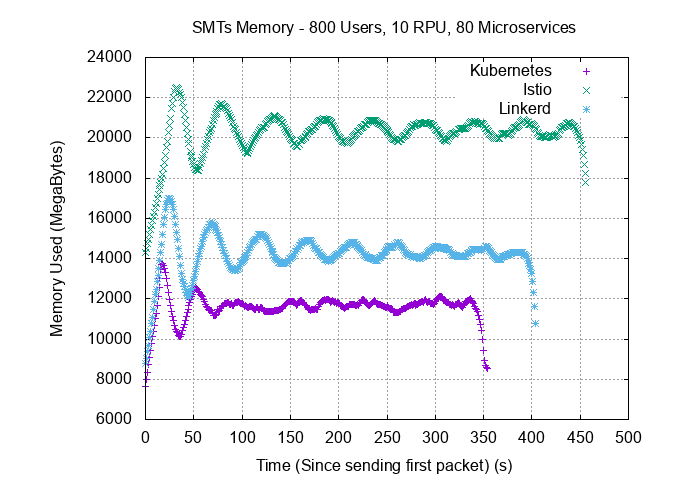 SMTs Memory - 800 Users, 10 RPU, 80 Microservices
24000
22000
20000
18000
16000
14000
12000
10000
8000
6000
Memory Used (MegaBytes)
Kubernetes
Istio
Linkerd
0 50 100 150 200 250 300 350 400 450 500
Time (Since sending first packet) (s)